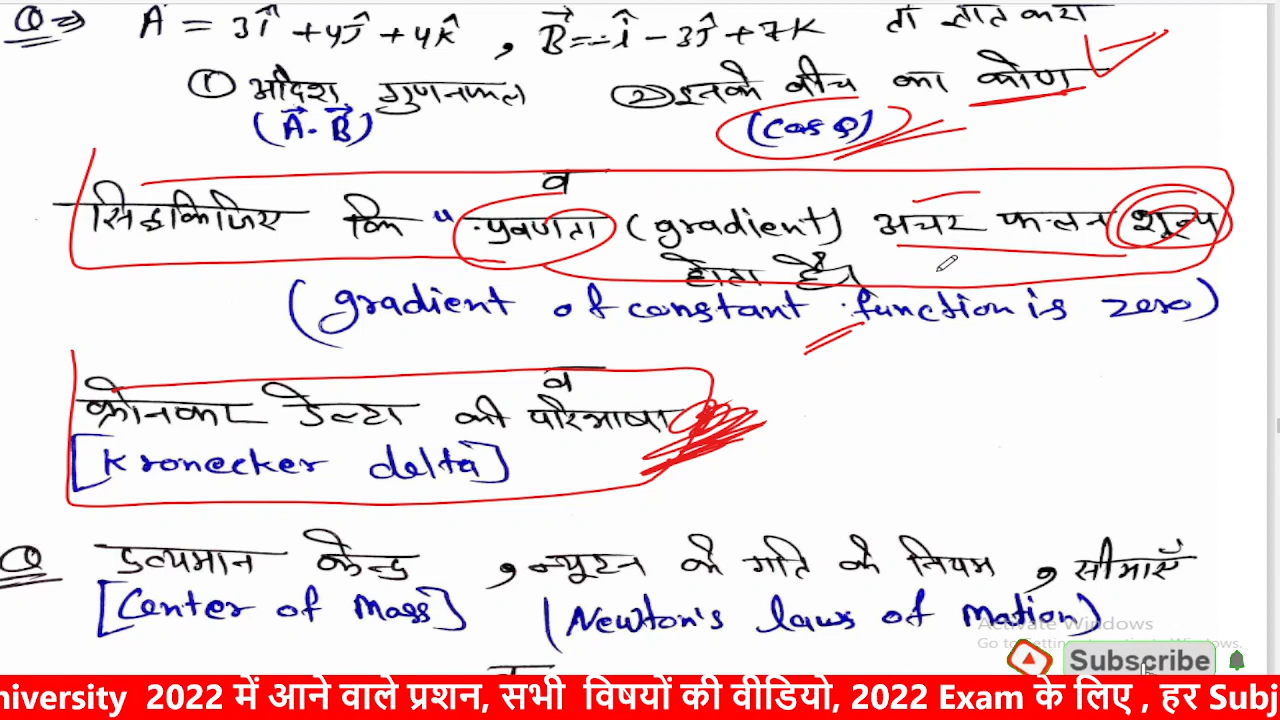 Q⇒ A⃗ = 3î + 4ĵ + 4k̂ , B⃗ = -î - 3ĵ + 7k तो ज्ञात करो
① अदिश गुणनफल ② इनके बीच का कोण
(A⃗. B⃗) (cos θ)
व
सिद्ध किजिए कि " प्रवणता (gradient) अचर फलन शून्य
होता है।
(gradient of constant function is zero)
व
क्रोनकर डेल्टा की परिभाषा
[Kronecker delta]
Q द्रव्यमान केन्द्र , न्यूटन के गति के नियम , सीमाएँ
[Center of Mass] (Newton's laws of Motion)
Activate Windows
Subscribe
niversity 2022 में आने वाले प्रशन, सभी विषयों की वीडियो, 2022 Exam के लिए , हर Subj